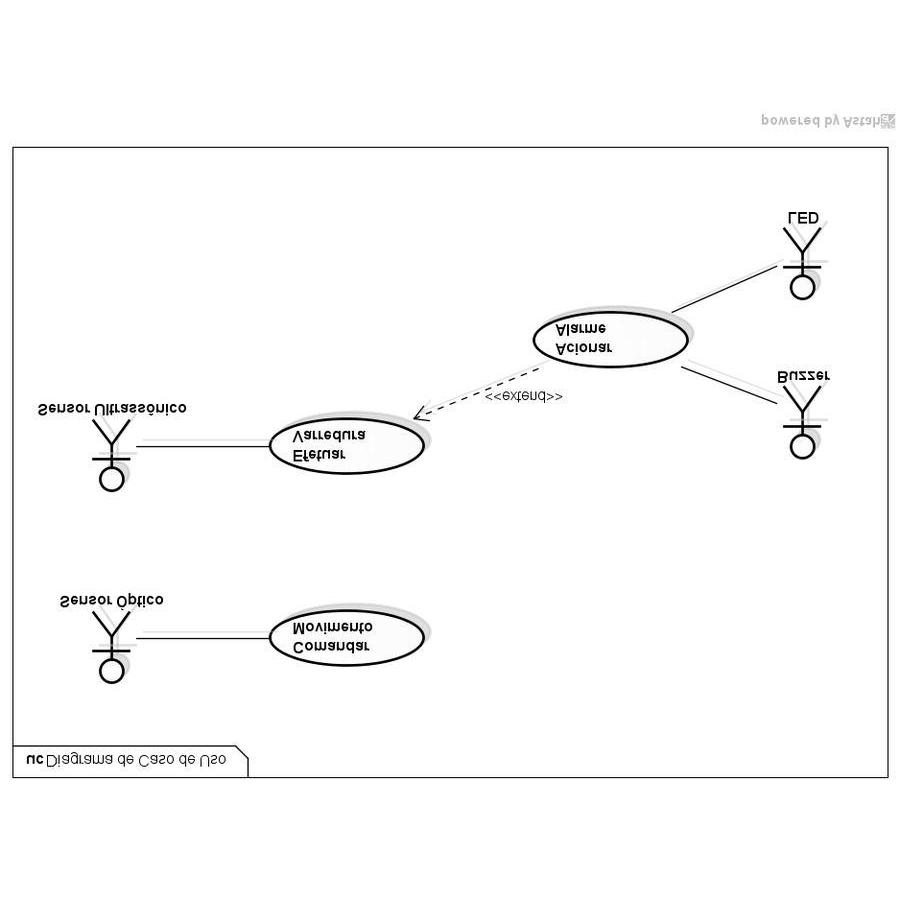 uc Diagrama de Caso de Uso
Comandar
Movimento
Sensor Óptico
Efetuar
Varredura
Sensor Ultrassônico
<<extend>>
Buzzer
Acionar
Alarme
LED
powered by Astah